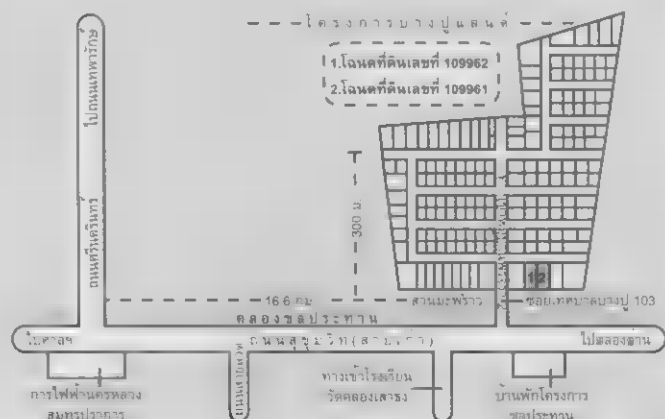 โครงการบางปูแลนด์
1.โฉนดที่ดินเลขที่ 109962
2.โฉนดที่ดินเลขที่ 109961
ไปถนนเทพารักษ์
ถนนศรีนครินทร์
300 ม.
1 2
16.6 กม.
สวนมะพร้าว
ซอยเทศบาลบางปู 103
คลองชลประทาน
ไปศาลฯ
ถนนสุขุมวิท(สายเก่า)
ไปคลองด่าน
การไฟฟ้านครหลวง
สมุทรปราการ
ทางเข้าโรงเรียน
วัดคลองเสาธง
บ้านพักโครงการ
ชลประทาน